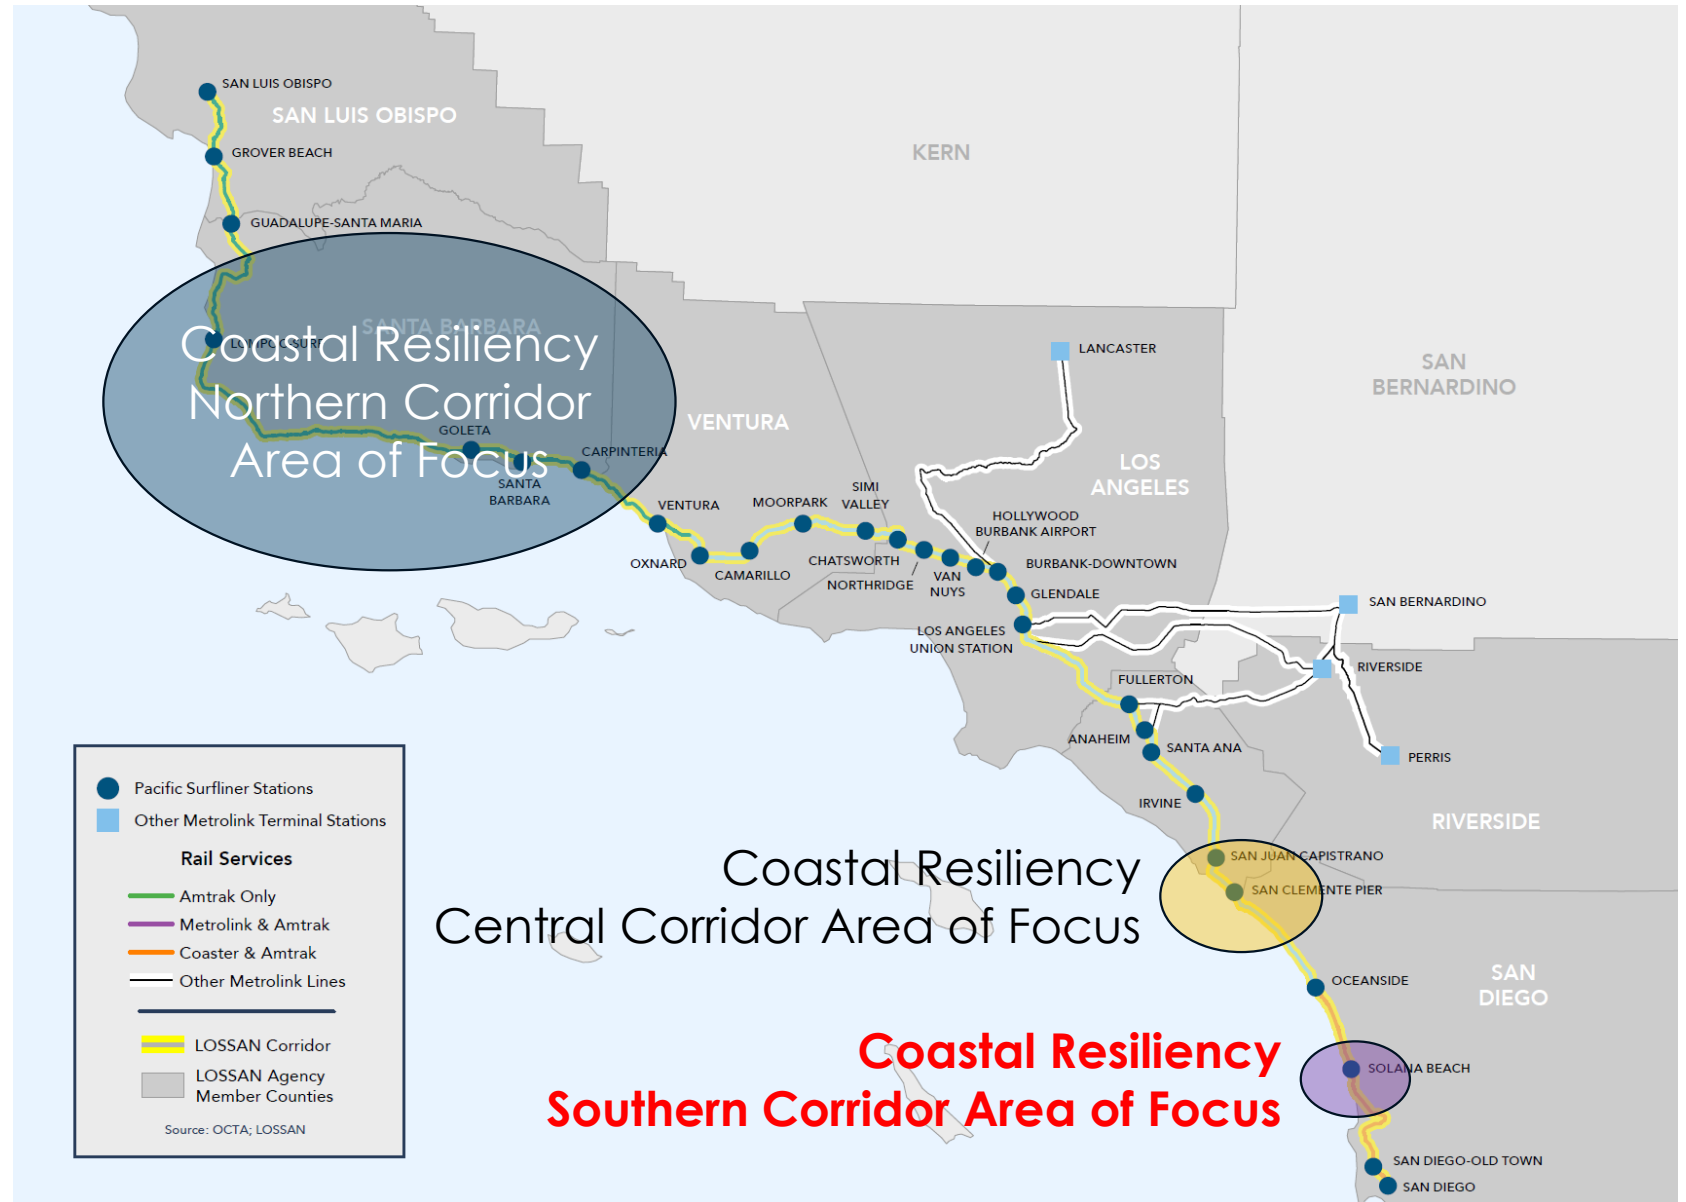 SAN LUIS OBISPO
SAN LUIS OBISPO
GROVER BEACH
KERN
GUADALUPE-SANTA MARIA
SANTA BARBARA
LOMPOC-SURF
Coastal Resiliency
Northern Corridor
Area of Focus
GOLETA
SANTA
BARBARA
CARPINTERIA
VENTURA
LANCASTER
SAN
BERNARDINO
LOS
ANGELES
VENTURA
OXNARD
CAMARILLO
MOORPARK
SIMI
VALLEY
CHATSWORTH
NORTHRIDGE
VAN
NUYS
HOLLYWOOD
BURBANK AIRPORT
BURBANK-DOWNTOWN
GLENDALE
LOS ANGELES
UNION STATION
SAN BERNARDINO
RIVERSIDE
FULLERTON
ANAHEIM
SANTA ANA
PERRIS
IRVINE
RIVERSIDE
SAN JUAN CAPISTRANO
SAN CLEMENTE PIER
Coastal Resiliency
Central Corridor Area of Focus
OCEANSIDE
SAN
DIEGO
Coastal Resiliency
Southern Corridor Area of Focus
SOLANA BEACH
SAN DIEGO-OLD TOWN
SAN DIEGO
Pacific Surfliner Stations
Other Metrolink Terminal Stations
Rail Services
Amtrak Only
Metrolink & Amtrak
Coaster & Amtrak
Other Metrolink Lines
LOSSAN Corridor
LOSSAN Agency
Member Counties
Source: OCTA; LOSSAN